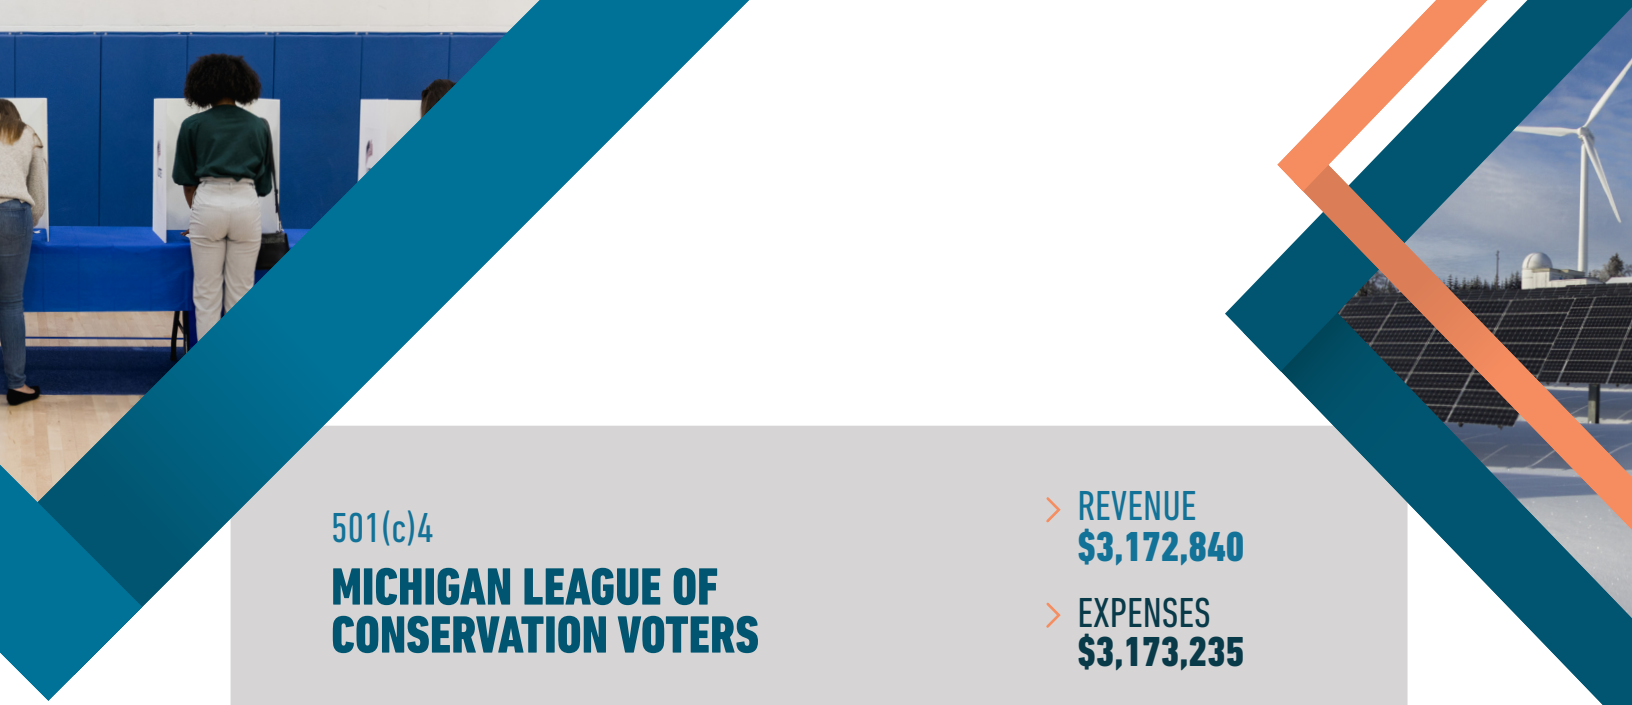 501(c)4
MICHIGAN LEAGUE OF
CONSERVATION VOTERS
REVENUE
$3,172,840
EXPENSES
$3,173,235